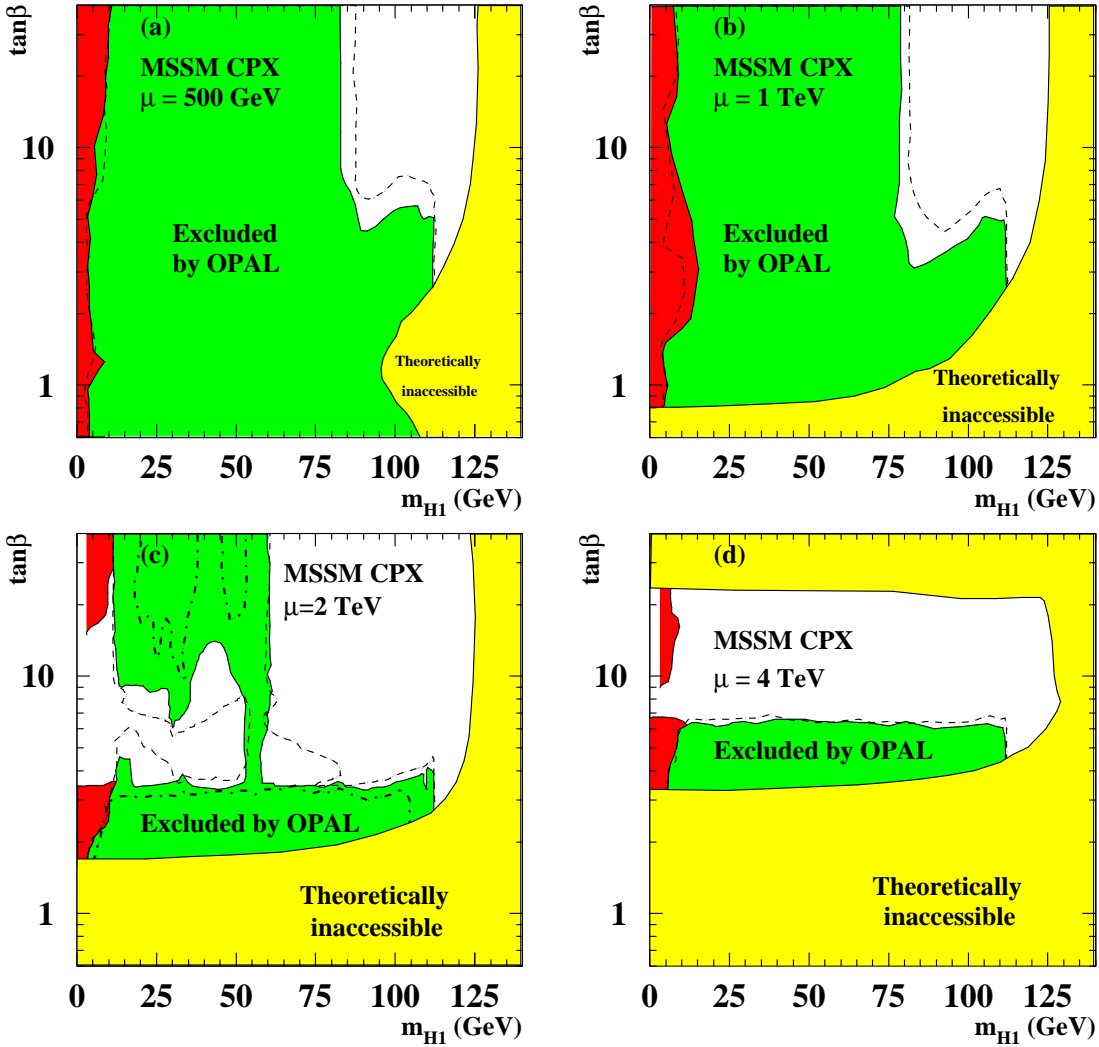 tanβ
(a)
MSSM CPX
μ = 500 GeV
10
Excluded
by OPAL
Theoretically
inaccessible
1
0 25 50 75 100 125
m_H1 (GeV)
tanβ
(b)
MSSM CPX
μ = 1 TeV
10
Excluded
by OPAL
Theoretically
inaccessible
1
0 25 50 75 100 125
m_H1 (GeV)
tanβ
(c)
MSSM CPX
μ=2 TeV
10
Excluded by OPAL
Theoretically
inaccessible
1
0 25 50 75 100 125
m_H1 (GeV)
tanβ
(d)
MSSM CPX
μ = 4 TeV
10
Excluded by OPAL
Theoretically
inaccessible
1
0 25 50 75 100 125
m_H1 (GeV)